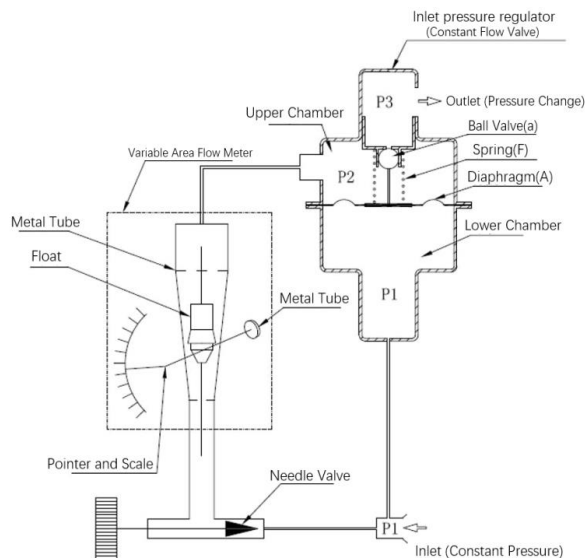 Inlet pressure regulator
(Constant Flow Valve)
P3
Outlet (Pressure Change)
Upper Chamber
Ball Valve(a)
Variable Area Flow Meter
Spring(F)
P2
Diaphragm(A)
Metal Tube
Lower Chamber
Float
Metal Tube
P1
Pointer and Scale
Needle Valve
P1
Inlet (Constant Pressure)